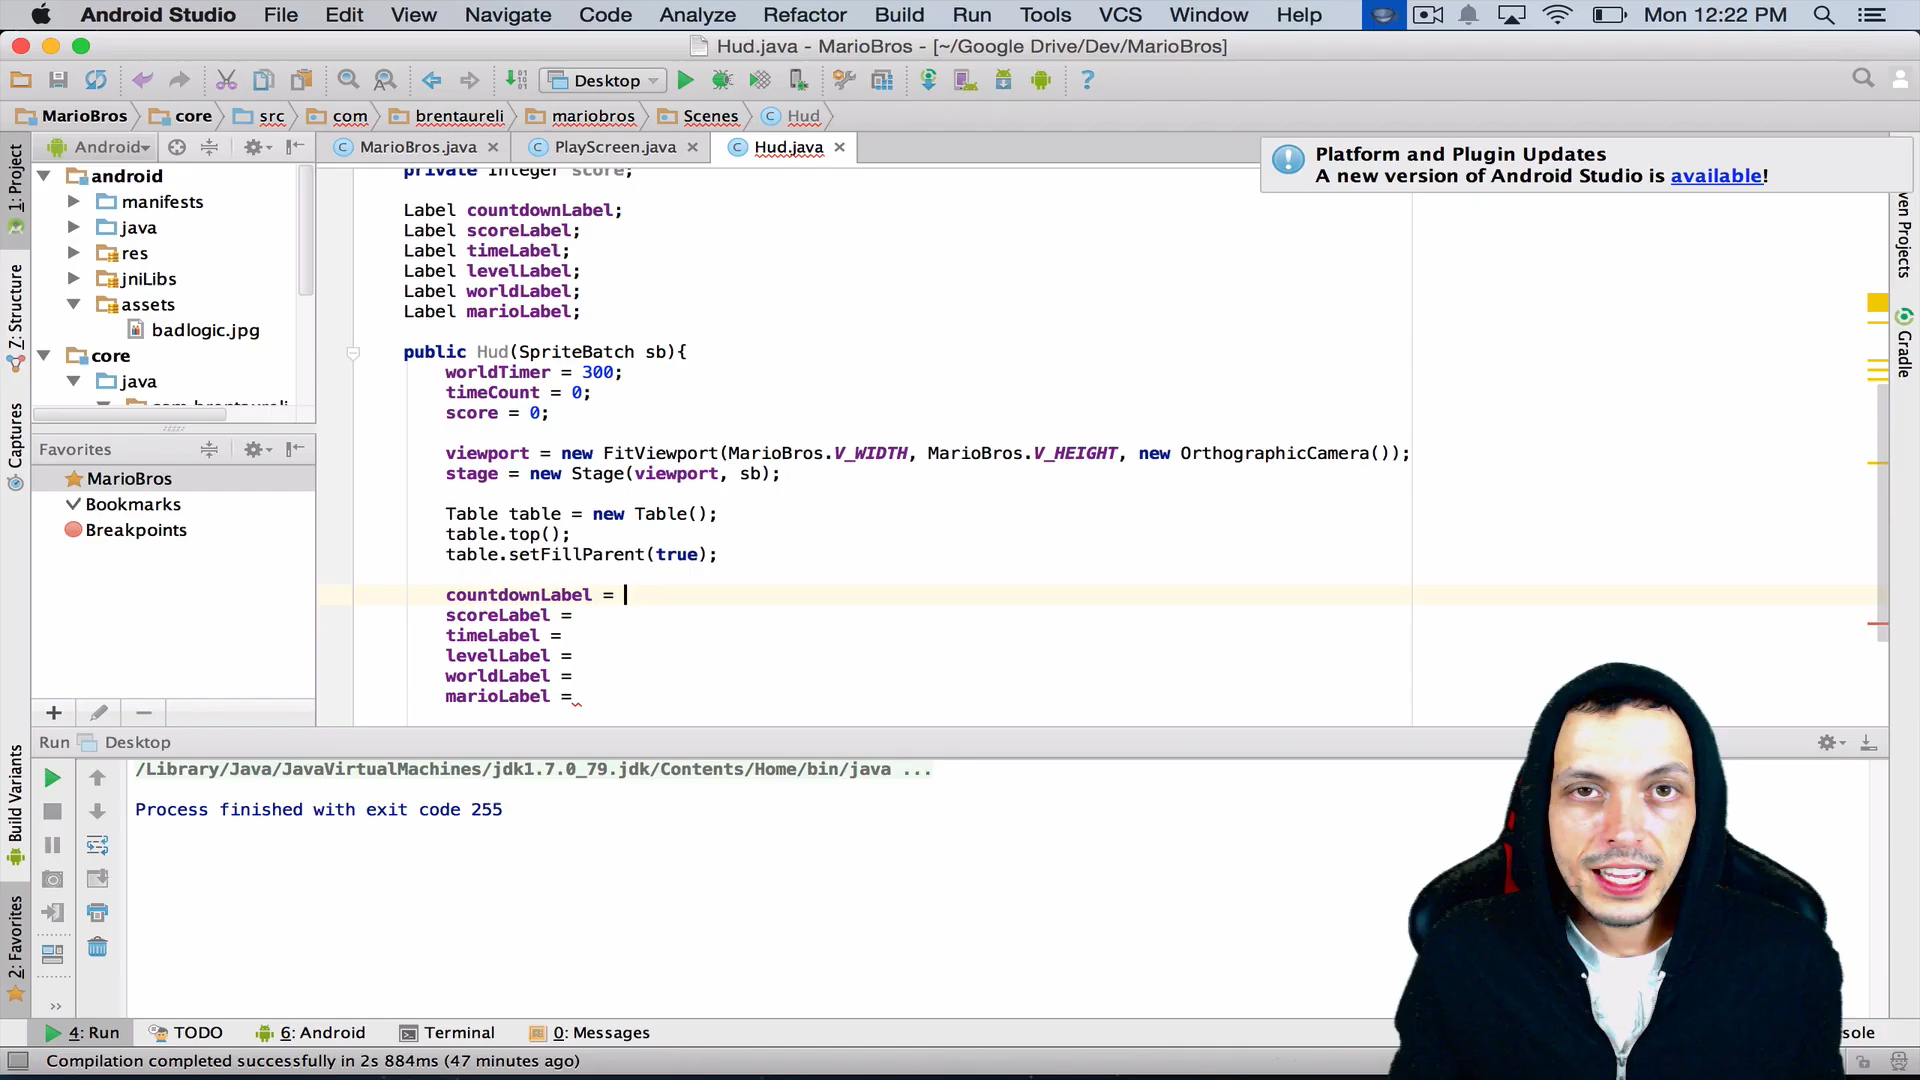 Android Studio File Edit View Navigate Code Analyze Refactor Build Run Tools VCS Window Help Mon 12:22 PM
Hud.java - MarioBros - [~/Google Drive/Dev/MarioBros]
Desktop
MarioBros core src com brentaureli mariobros Scenes Hud
Android
MarioBros.java
PlayScreen.java
Hud.java
Platform and Plugin Updates
A new version of Android Studio is available!
1: Project
Z: Structure
Captures
Build Variants
2: Favorites
android
manifests
java
res
jniLibs
assets
badlogic.jpg
core
java
com.brentaureli
Favorites
MarioBros
Bookmarks
Breakpoints
private Integer score;
Label countdownLabel;
Label scoreLabel;
Label timeLabel;
Label levelLabel;
Label worldLabel;
Label marioLabel;
public Hud(SpriteBatch sb){
worldTimer = 300;
timeCount = 0;
score = 0;
viewport = new FitViewport(MarioBros.V_WIDTH, MarioBros.V_HEIGHT, new OrthographicCamera());
stage = new Stage(viewport, sb);
Table table = new Table();
table.top();
table.setFillParent(true);
countdownLabel =
scoreLabel =
timeLabel =
levelLabel =
worldLabel =
marioLabel =
ven Projects
Gradle
Run Desktop
/Library/Java/JavaVirtualMachines/jdk1.7.0_79.jdk/Contents/Home/bin/java ...
Process finished with exit code 255
4: Run TODO 6: Android Terminal 0: Messages sole
Compilation completed successfully in 2s 884ms (47 minutes ago)